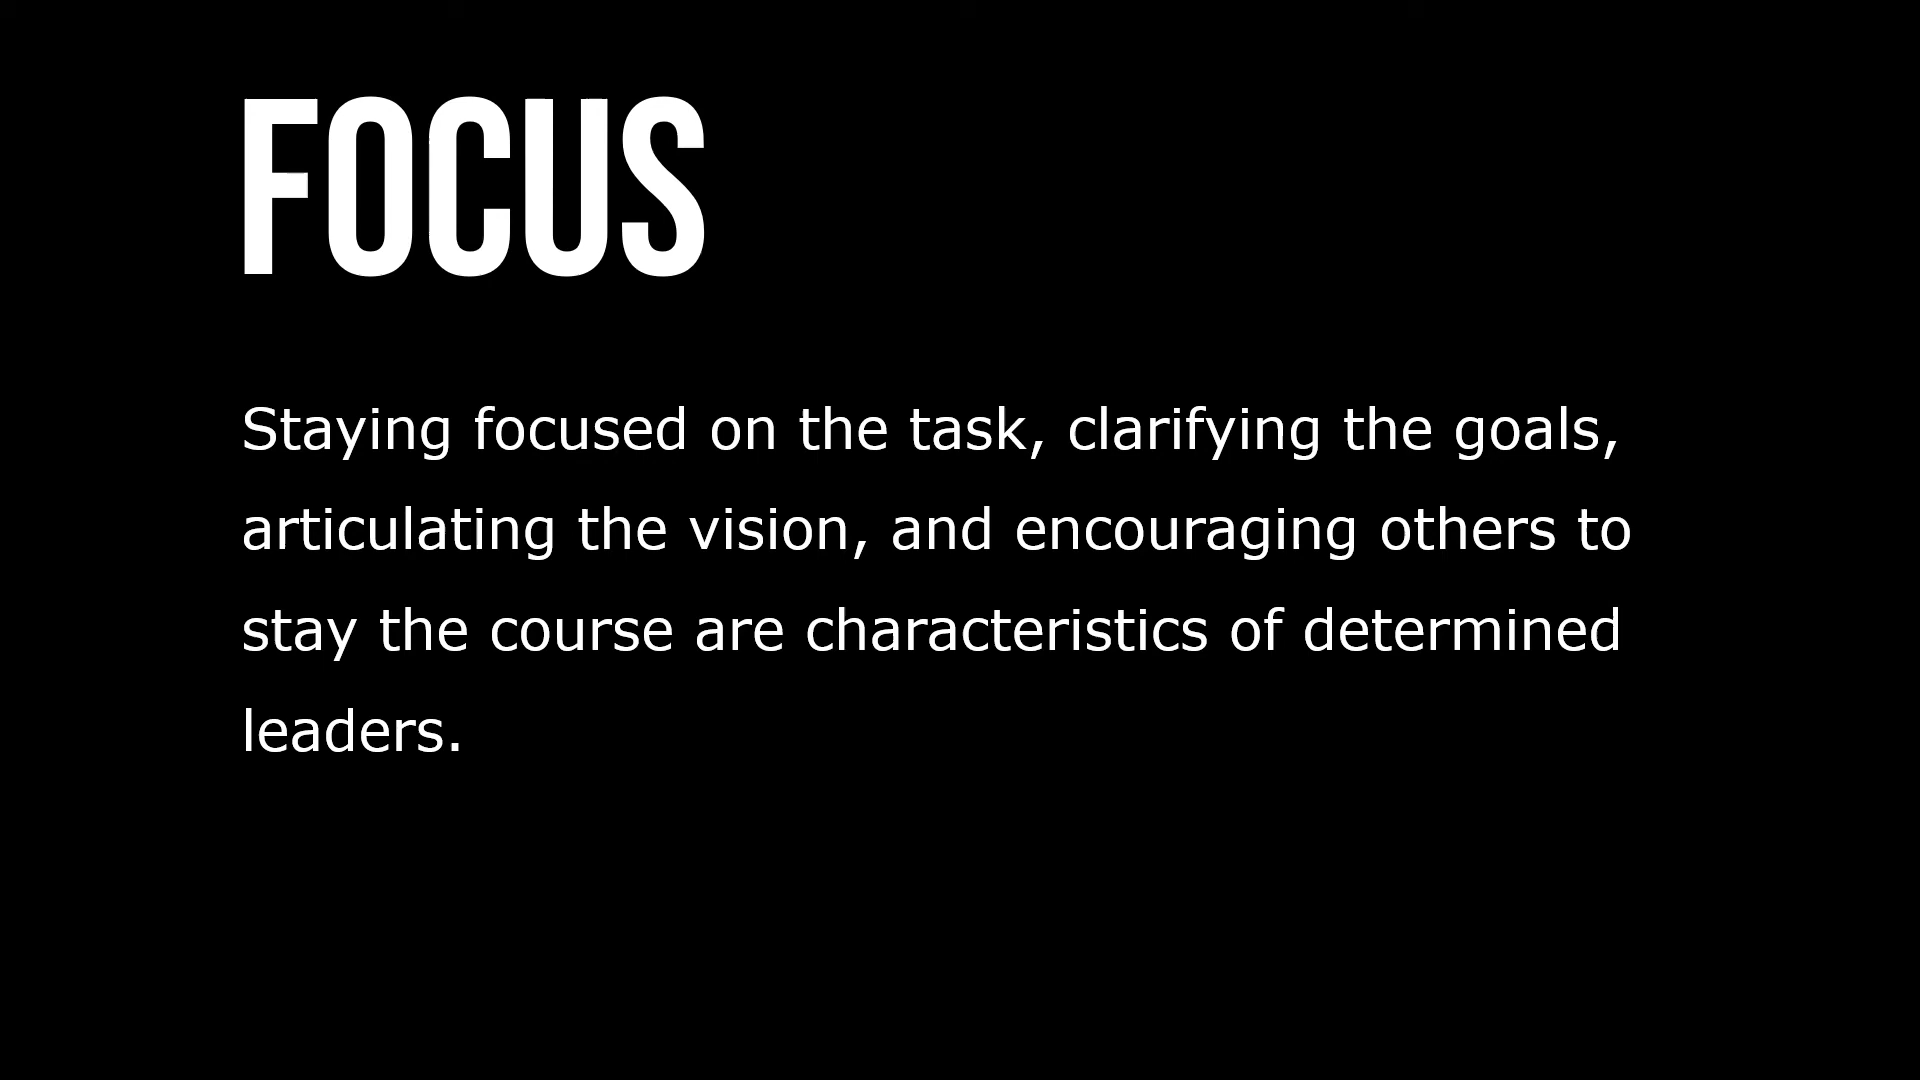 FOCUS
Staying focused on the task, clarifying the goals,
articulating the vision, and encouraging others to
stay the course are characteristics of determined
leaders.